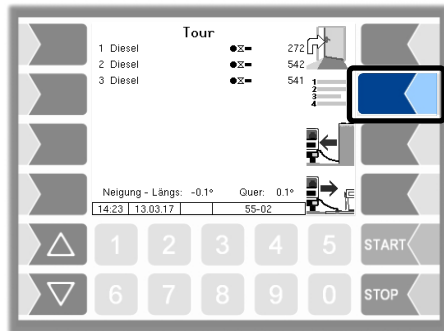 Tour
1 Diesel 272
2 Diesel 542
3 Diesel 541
1
2
3
4
Neigung - Längs: -0.1° Quer: 0.1°
14:23 13.03.17 55-02
1 2 3 4 5 START
6 7 8 9 0 STOP